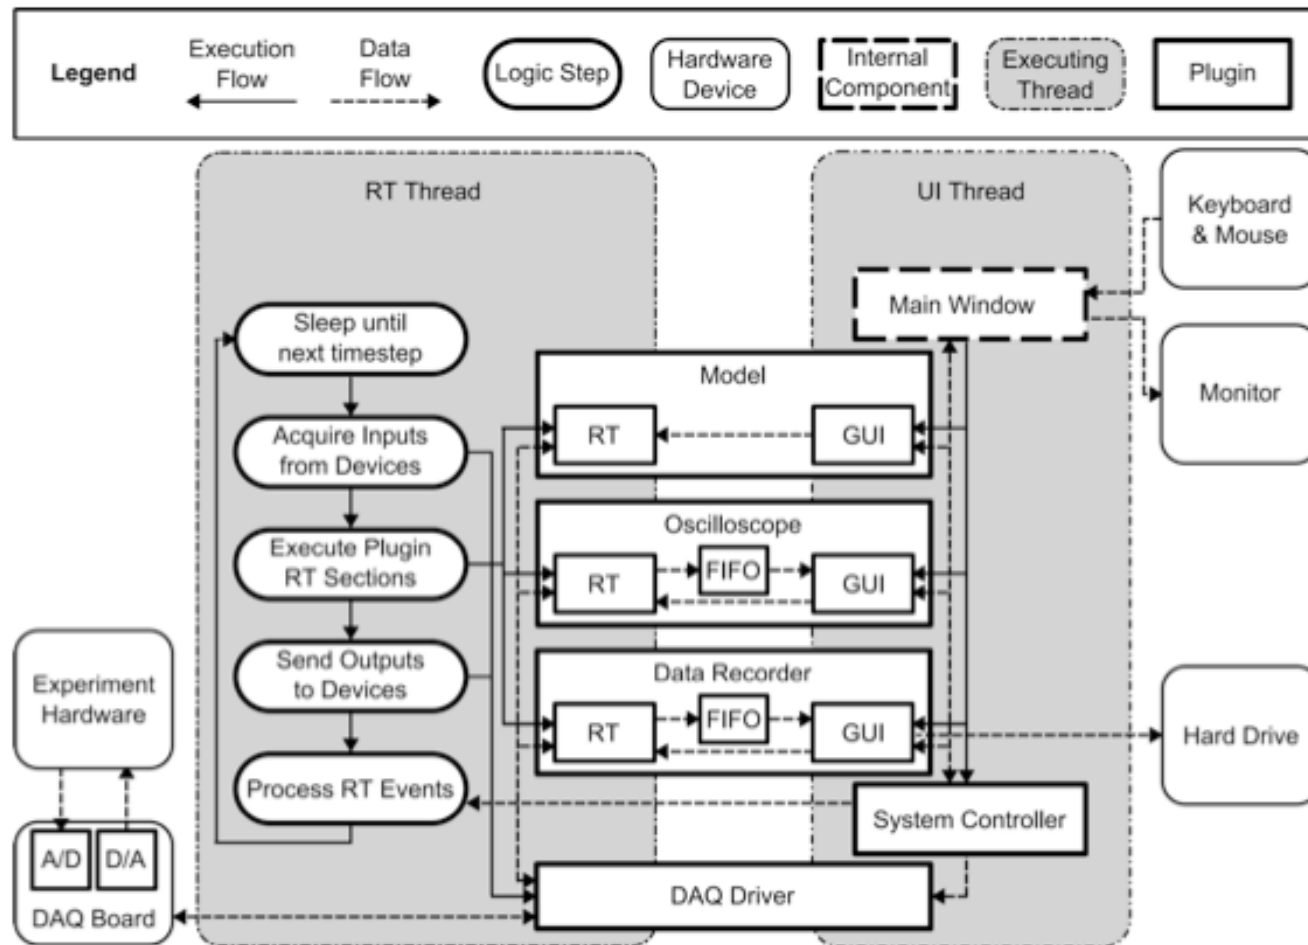 Legend
Execution
Flow
Data
Flow
Logic Step
Hardware
Device
Internal
Component
Executing
Thread
Plugin
RT Thread
UI Thread
Keyboard
& Mouse
Main Window
Monitor
Sleep until
next timestep
Acquire Inputs
from Devices
Execute Plugin
RT Sections
Send Outputs
to Devices
Process RT Events
Model
RT
GUI
Oscilloscope
RT
FIFO
GUI
Data Recorder
RT
FIFO
GUI
Hard Drive
System Controller
DAQ Driver
Experiment
Hardware
A/D
D/A
DAQ Board